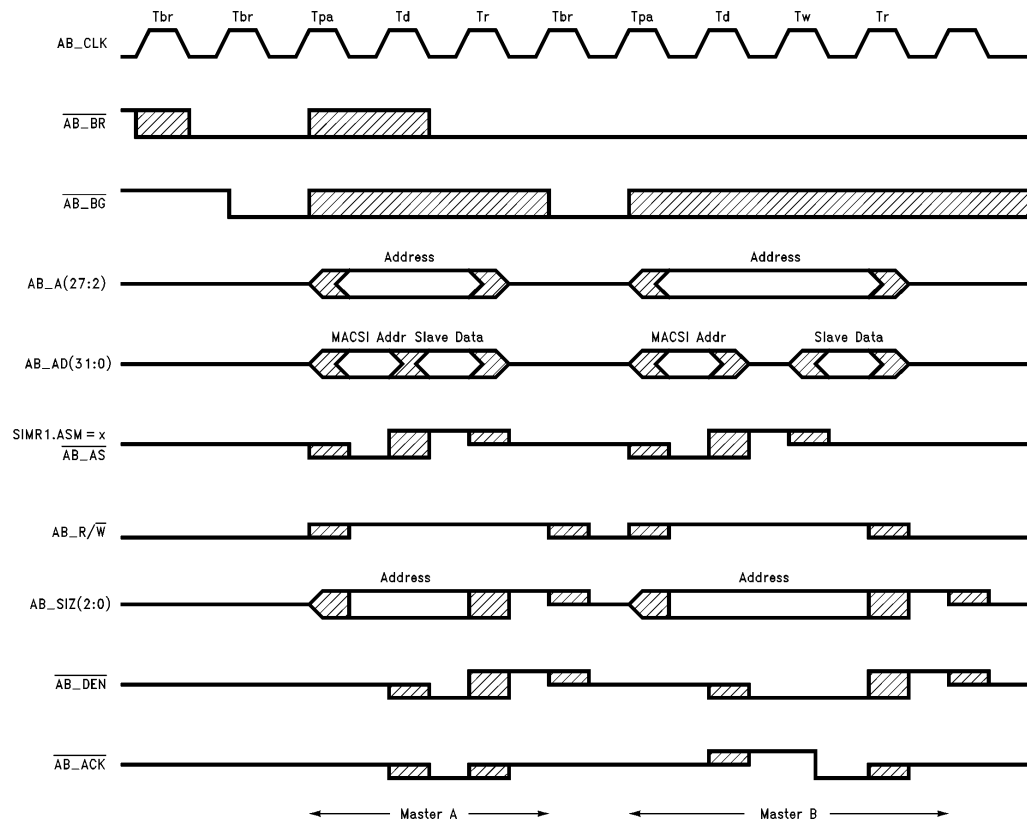 Tbr Tbr Tpa Td Tr Tbr Tpa Td Tw Tr
AB_CLK
AB_BR
AB_BG
Address Address
AB_A(27:2)
MACSI Addr Slave Data MACSI Addr Slave Data
AB_AD(31:0)
SIMR1.ASM = x
AB_AS
AB_R/W
Address Address
AB_SIZ(2:0)
AB_DEN
AB_ACK
Master A Master B